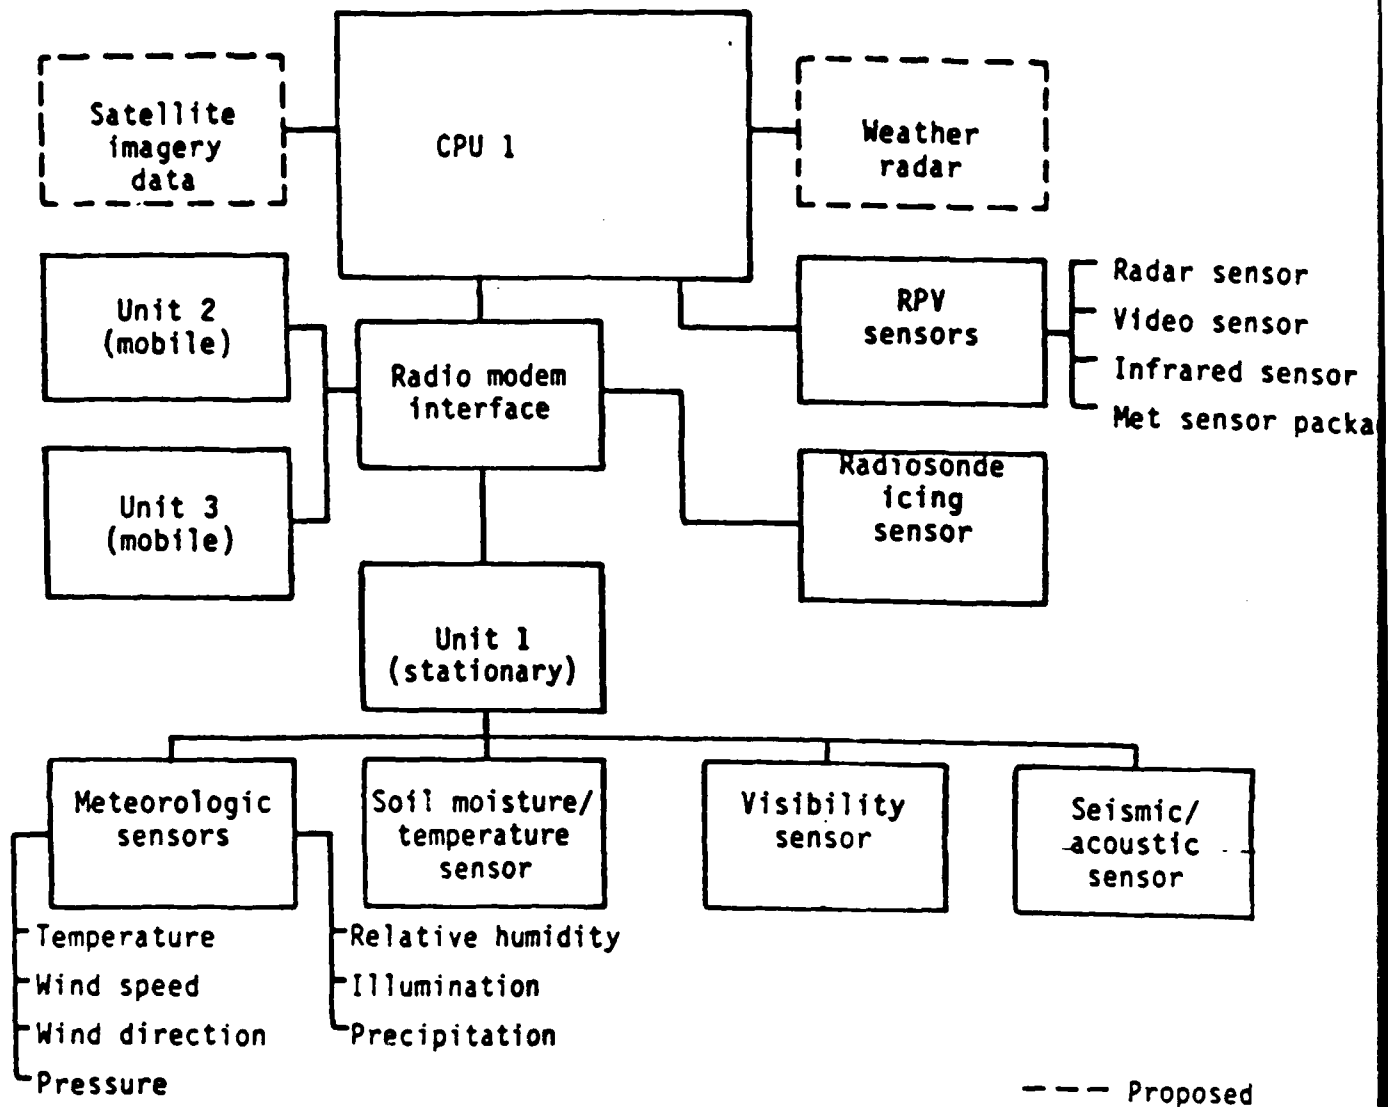 Satellite
imagery
data
CPU 1
Weather
radar
Unit 2
(mobile)
Radio modem
interface
RPV
sensors
Radar sensor
Video sensor
Infrared sensor
Met sensor packa
Unit 3
(mobile)
Radiosonde
icing
sensor
Unit 1
(stationary)
Meteorologic
sensors
Soil moisture/
temperature
sensor
Visibility
sensor
Seismic/
acoustic
sensor
Temperature
Wind speed
Wind direction
Pressure
Relative humidity
Illumination
Precipitation
--- Proposed